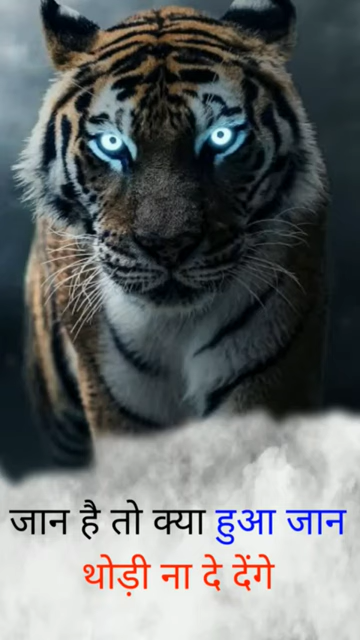 जान है तो क्या हुआ जान
थोड़ी ना दे देंगे